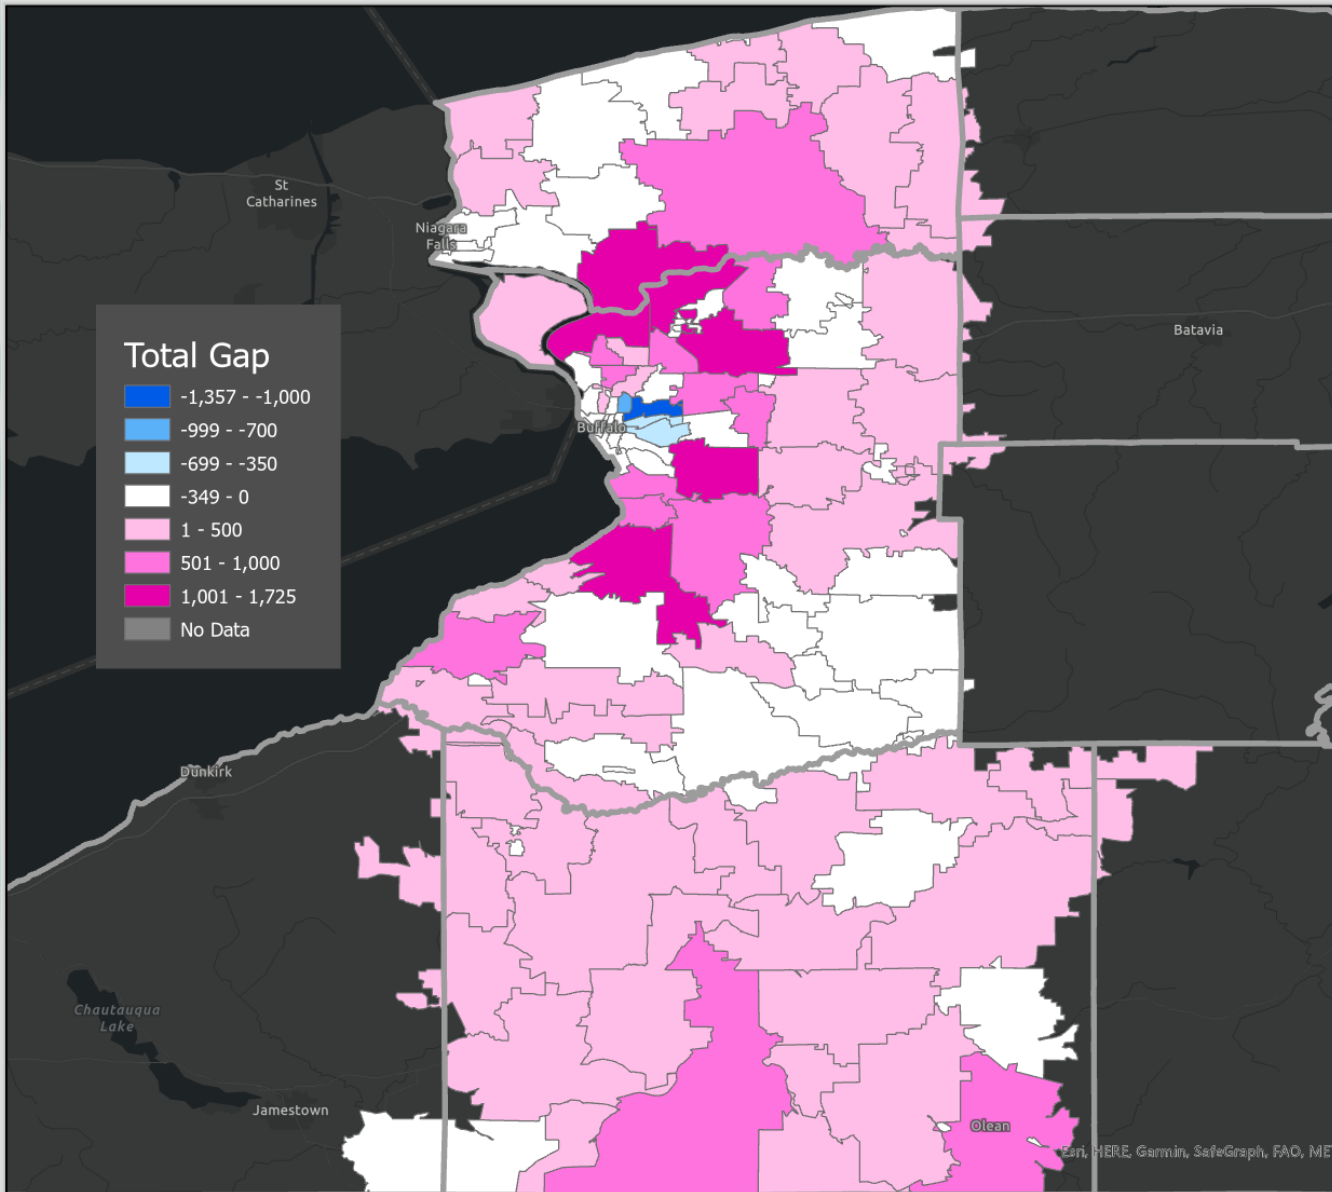 St
Catharines
Niagara
Falls
Batavia
Total Gap
-1,357 - -1,000
-999 - -700
-699 - -350
-349 - 0
1 - 500
501 - 1,000
1,001 - 1,725
No Data
Buffalo
Dunkirk
Chautauqua
Lake
Jamestown
Olean
Esri, HERE, Garmin, SafeGraph, FAO, ME